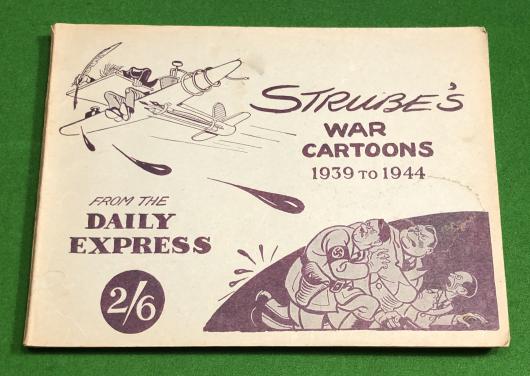 STRUBE'S
WAR
CARTOONS
1939 TO 1944
FROM THE
DAILY
EXPRESS
2/6